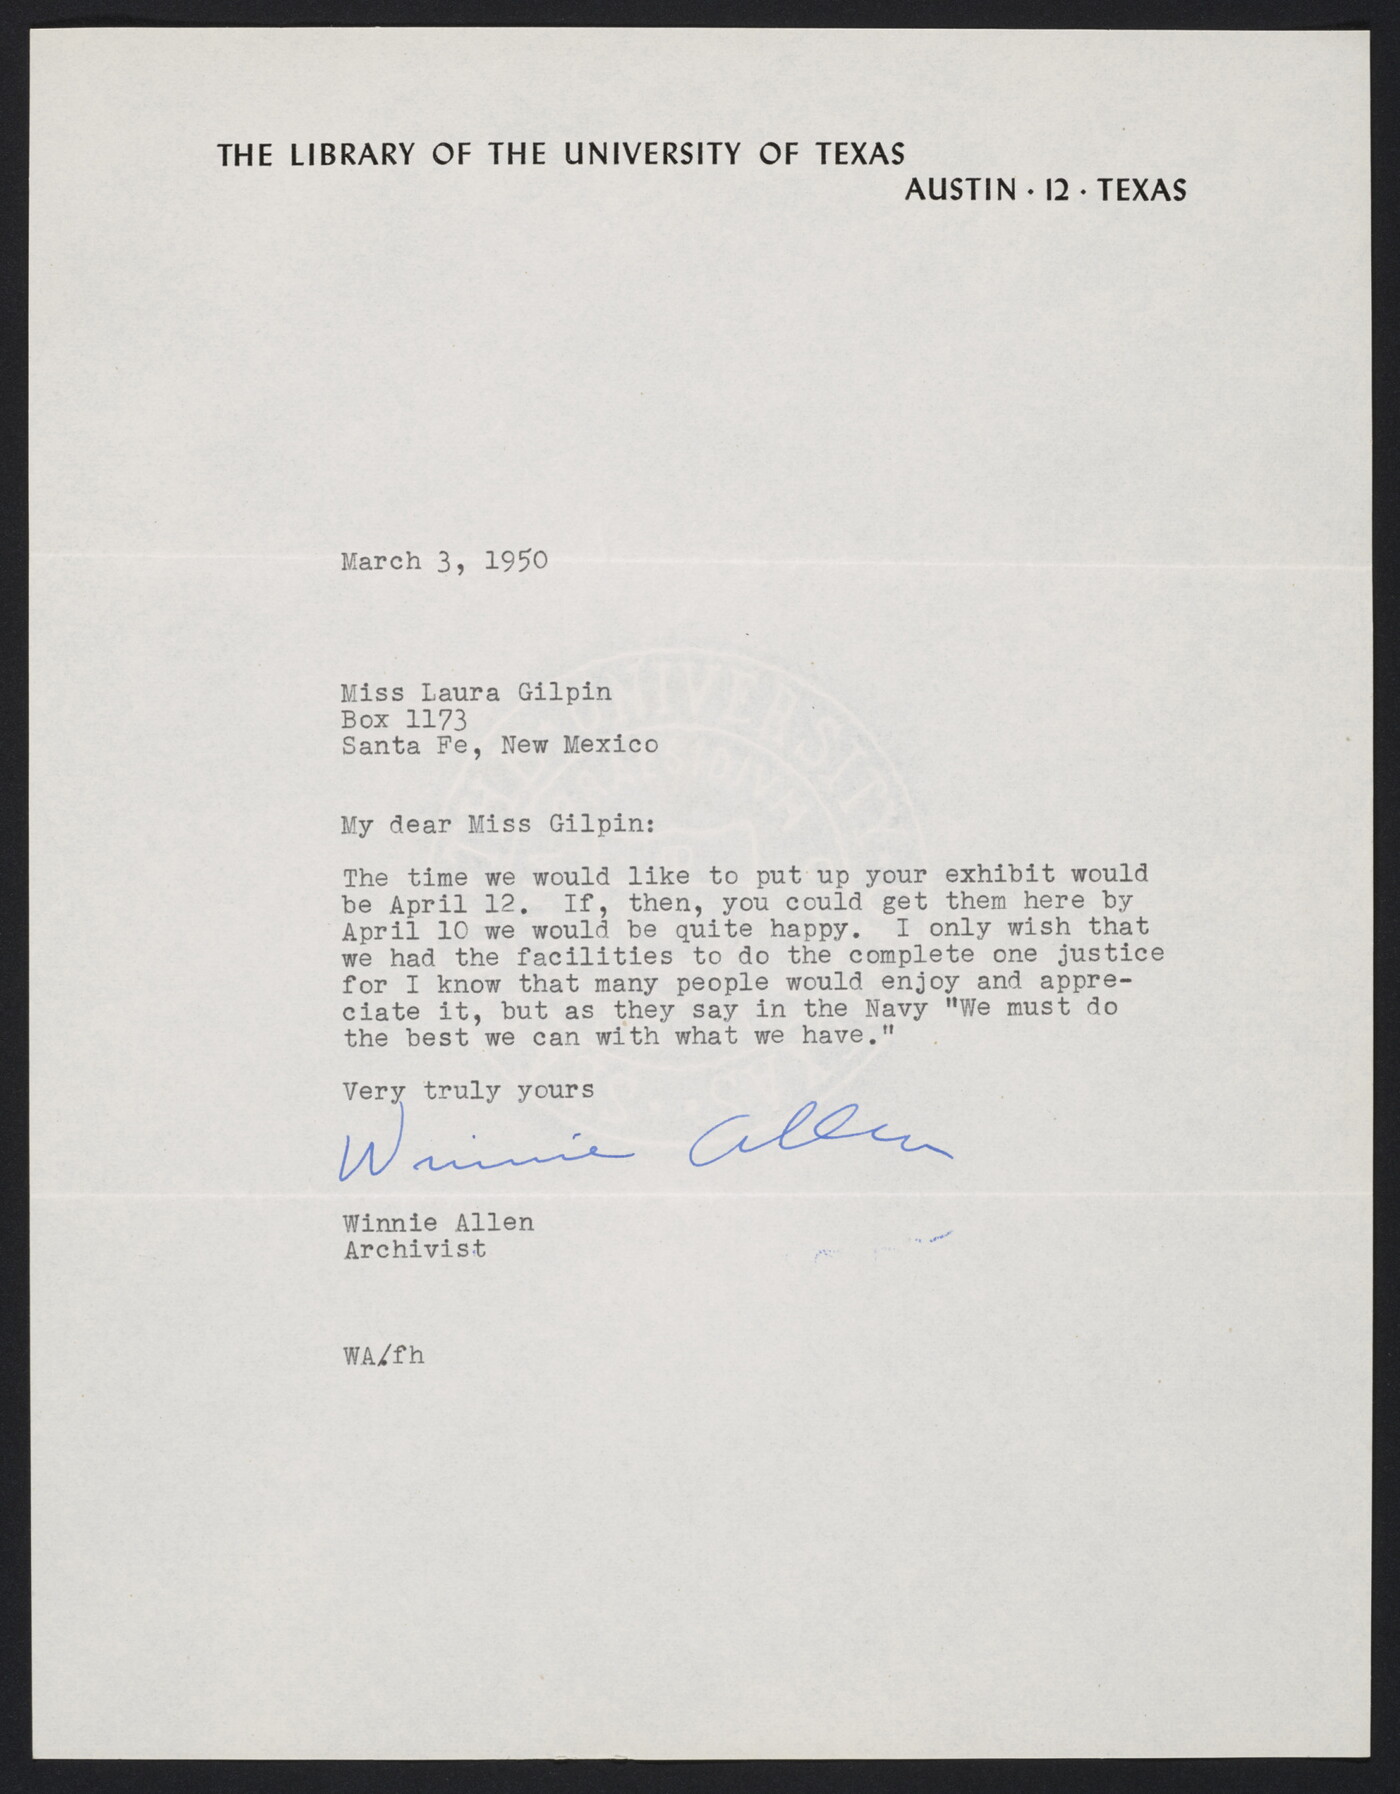 THE LIBRARY OF THE UNIVERSITY OF TEXAS
AUSTIN · 12 · TEXAS
March 3, 1950
Miss Laura Gilpin
Box 1173
Santa Fe, New Mexico
My dear Miss Gilpin:
The time we would like to put up your exhibit would
be April 12. If, then, you could get them here by
April 10 we would be quite happy. I only wish that
we had the facilities to do the complete one justice
for I know that many people would enjoy and appre-
ciate it, but as they say in the Navy "We must do
the best we can with what we have."
Very truly yours
Winnie Allen
Winnie Allen
Archivist
WA/fh